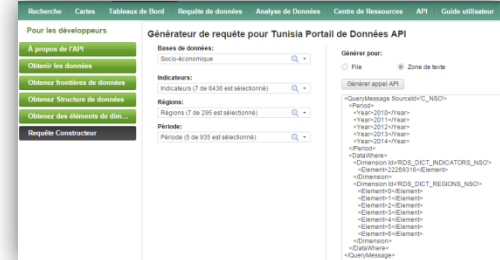 Recherche Cartes Tableaux de Bord Requête de données Analyse de Données Centre de Ressources API Guide utilisateur
Pour les développeurs
À propos de l'API
Obtenir les données
Obtenez frontières de données
Obtenez Structure de données
Obtenez des éléments de dim...
Requête Constructeur
Générateur de requête pour Tunisia Portail de Données API
Bases de données:
Socio-économique
Indicateurs:
Indicateurs (7 de 8436 est sélectionné)
Régions:
Régions (7 de 295 est sélectionné)
Période:
Période (5 de 935 est sélectionné)
Générer pour:
File Zone de texte
Générer appel API
<QueryMessage SourceId='C_NSO'>
<Period>
<Year>2010</Year>
<Year>2011</Year>
<Year>2012</Year>
<Year>2013</Year>
<Year>2014</Year>
</Period>
<DataWhere>
<Dimension Id='RDS_DICT_INDICATORS_NSO'>
<Element>22269316</Element>
</Dimension>
<Dimension Id='RDS_DICT_REGIONS_NSO'>
<Element>0</Element>
<Element>1</Element>
<Element>2</Element>
<Element>3</Element>
<Element>4</Element>
<Element>5</Element>
<Element>6</Element>
</Dimension>
</DataWhere>
</QueryMessage>